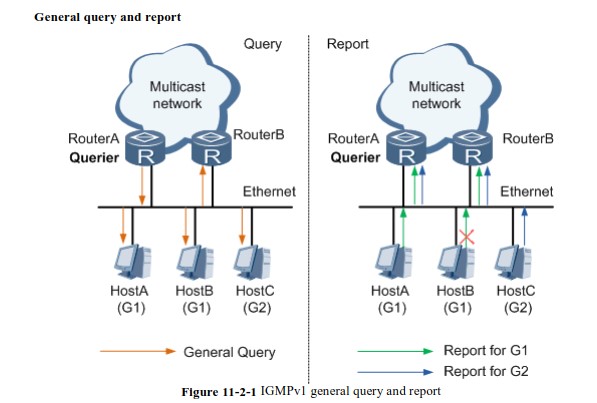 General query and report
Query
Report
Multicast
network
RouterA
Querier
R
R
RouterB
Ethernet
HostA
(G1)
HostB
(G1)
HostC
(G2)
General Query
Multicast
network
RouterA
Querier
R
R
RouterB
Ethernet
HostA
(G1)
HostB
(G1)
HostC
(G2)
Report for G1
Report for G2
Figure 11-2-1 IGMPv1 general query and report